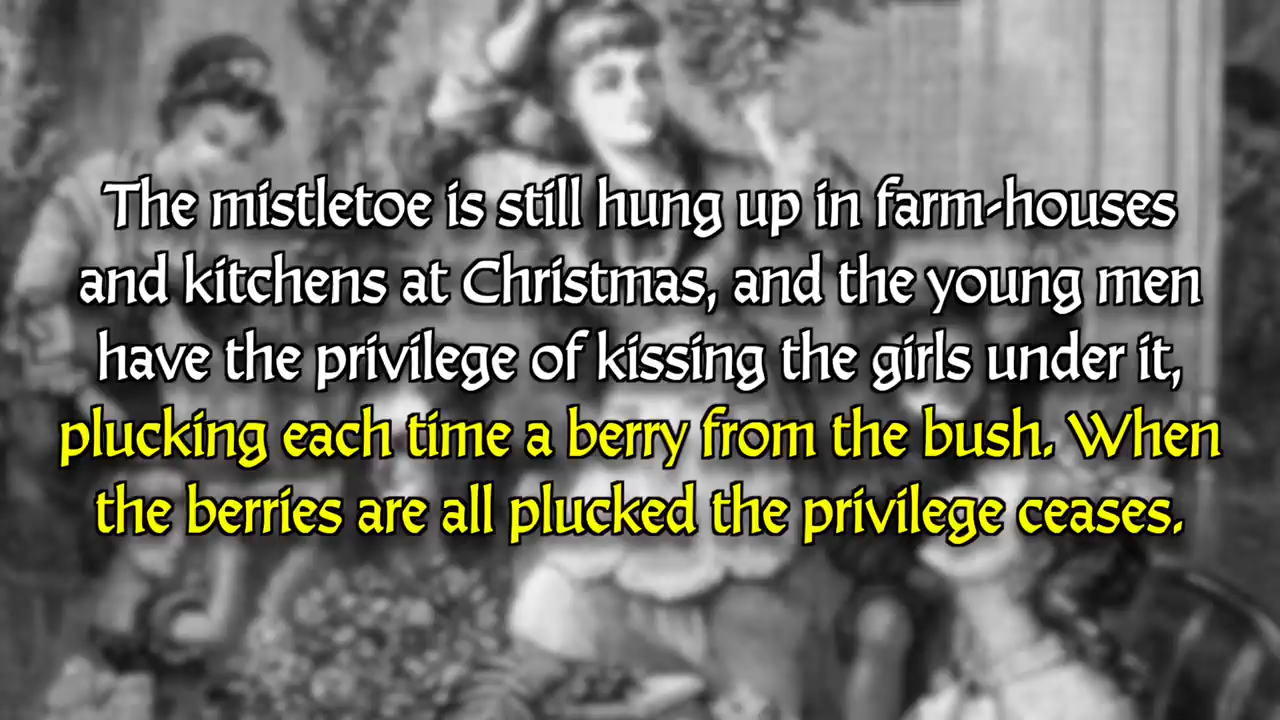 The mistletoe is still hung up in farm-houses
and kitchens at Christmas, and the young men
have the privilege of kissing the girls under it,
plucking each time a berry from the bush. When
the berries are all plucked the privilege ceases.